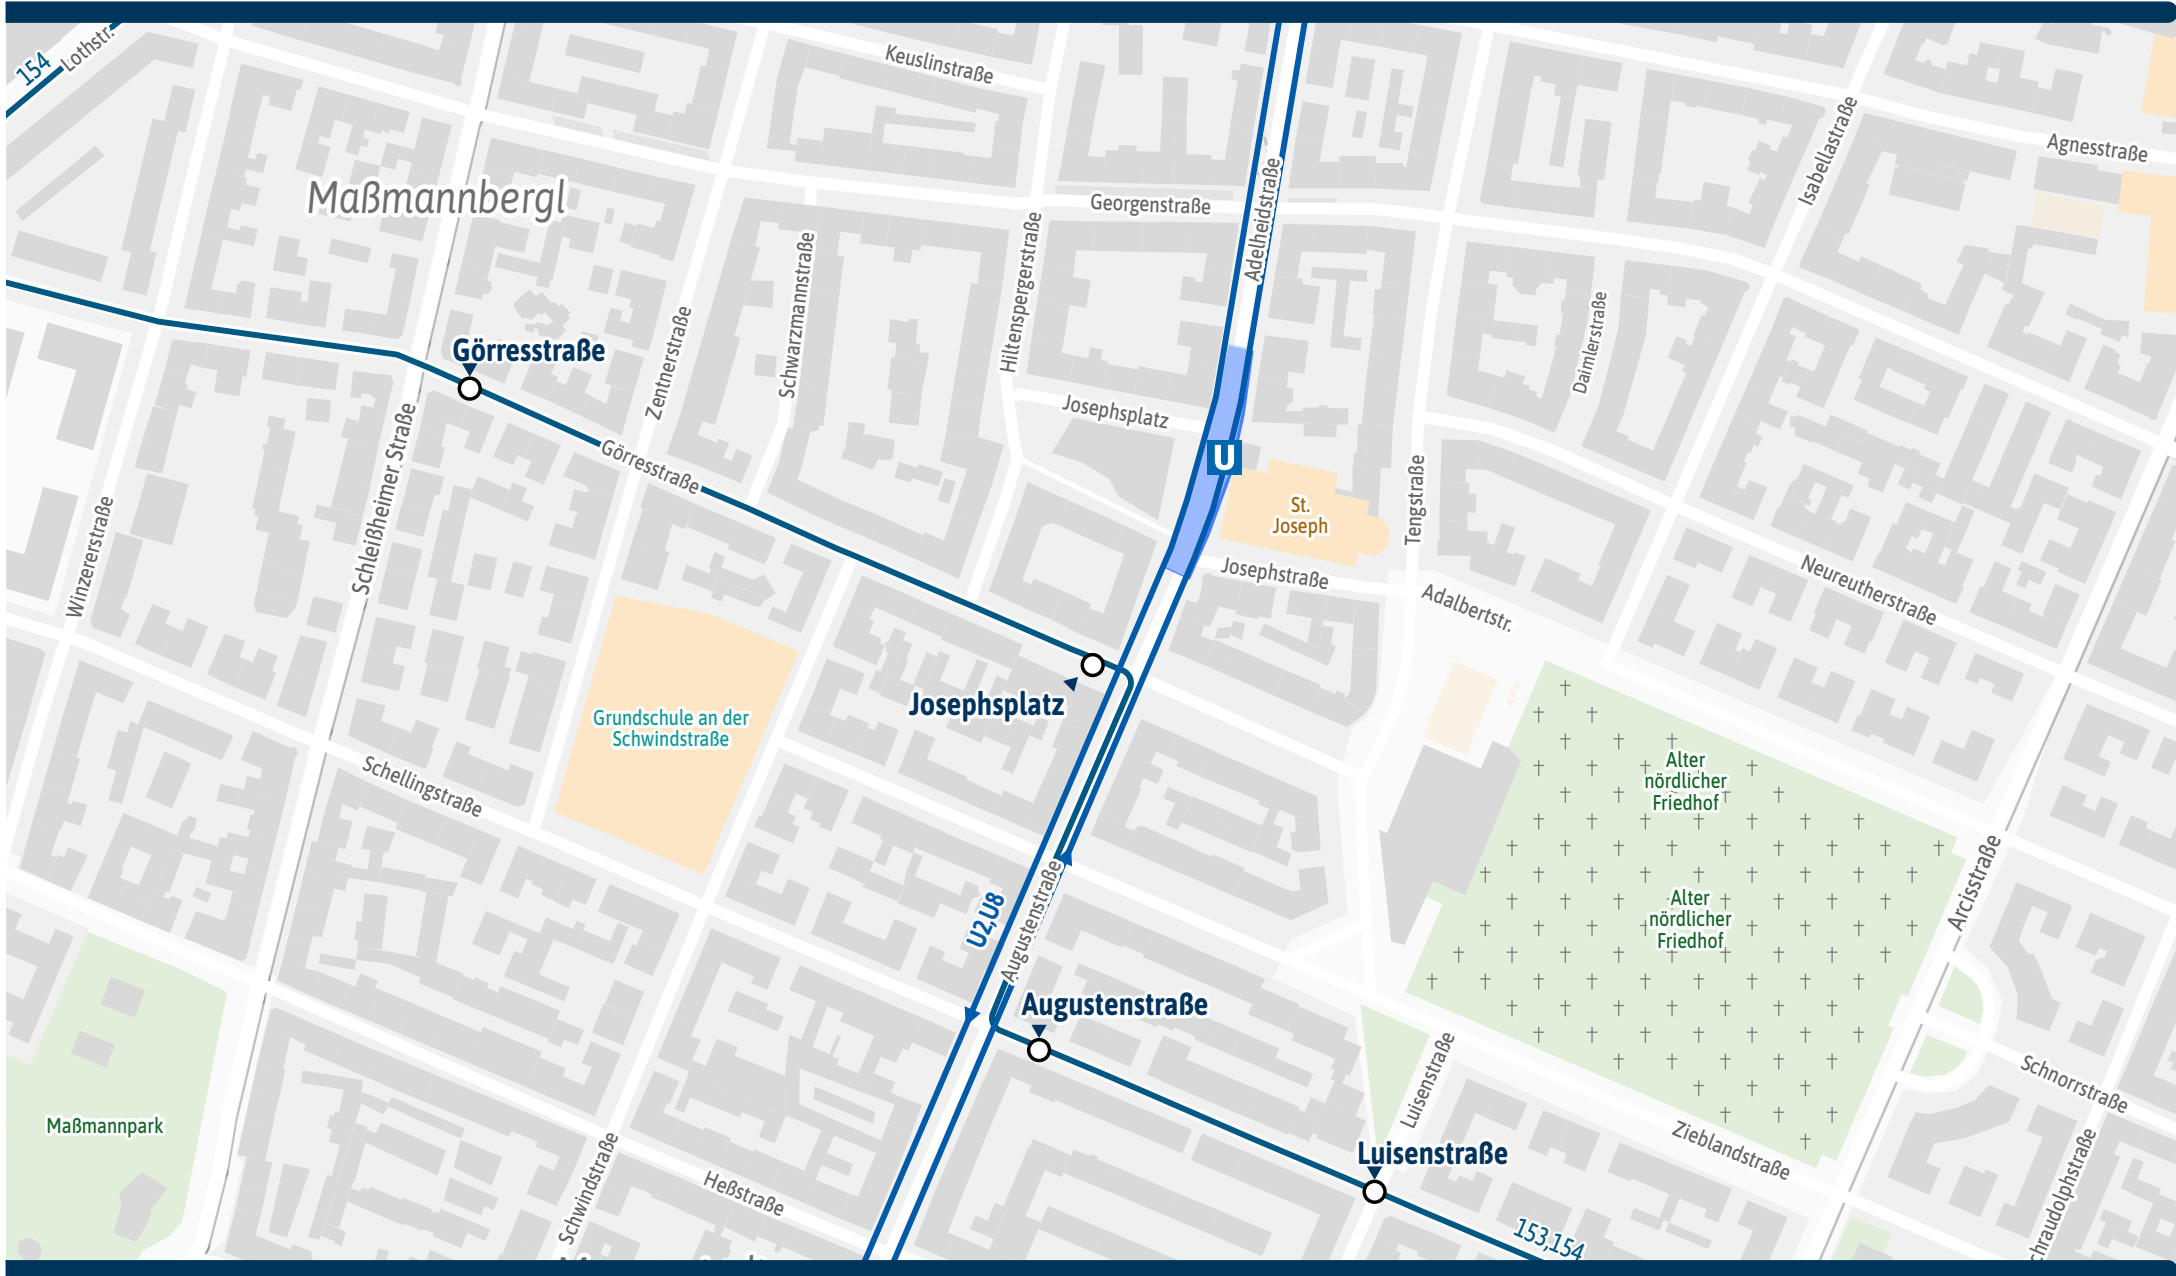 154
Lothstr.
Keuslinstraße
Agnesstraße
Isabellastraße
Maßmannbergl
Georgenstraße
Adelheidstraße
Hiltenspergerstraße
Schwarzmannstraße
Zentnerstraße
Daimlerstraße
Görresstraße
Josephsplatz
Görresstraße
U
Schleißheimer Straße
Tengstraße
St.
Joseph
Winzererstraße
Josephstraße
Adalbertstr.
Neureutherstraße
Josephsplatz
Grundschule an der
Schwindstraße
Schellingstraße
Alter
nördlicher
Friedhof
Arcisstraße
Alter
nördlicher
Friedhof
U2,U8
Augustenstraße
Augustenstraße
Luisenstraße
Schnorrstraße
Maßmannpark
Zieblandstraße
Luisenstraße
Schwindstraße
Heßstraße
chraudolphstraße
153,154